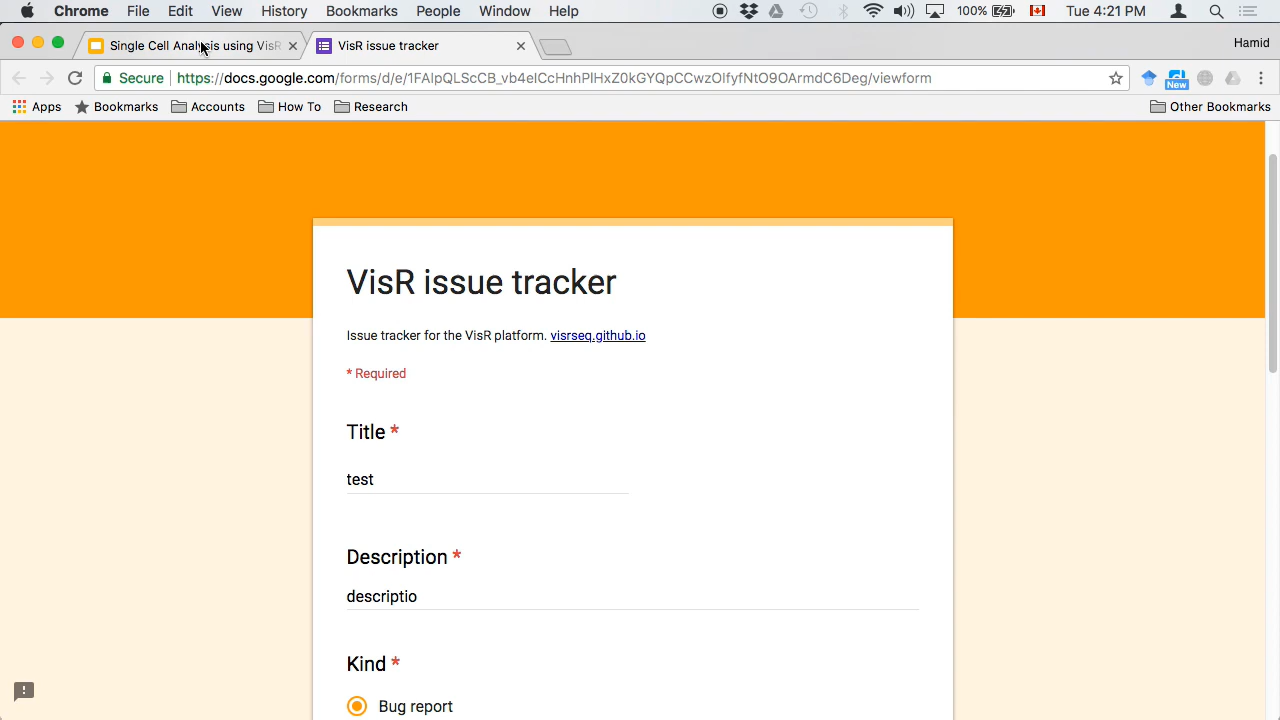 Chrome File Edit View History Bookmarks People Window Help 100% Tue 4:21 PM
Single Cell Analysis using VisR VisR issue tracker Hamid
Secure https://docs.google.com/forms/d/e/1FAIpQLScCB_vb4eICcHnhPlHxZ0kGYQpCCwzOlfyfNtO9OArmdC6Deg/viewform
New
Apps Bookmarks Accounts How To Research Other Bookmarks
VisR issue tracker
Issue tracker for the VisR platform. visrseq.github.io
* Required
Title *
test
Description *
descriptio
Kind *
Bug report